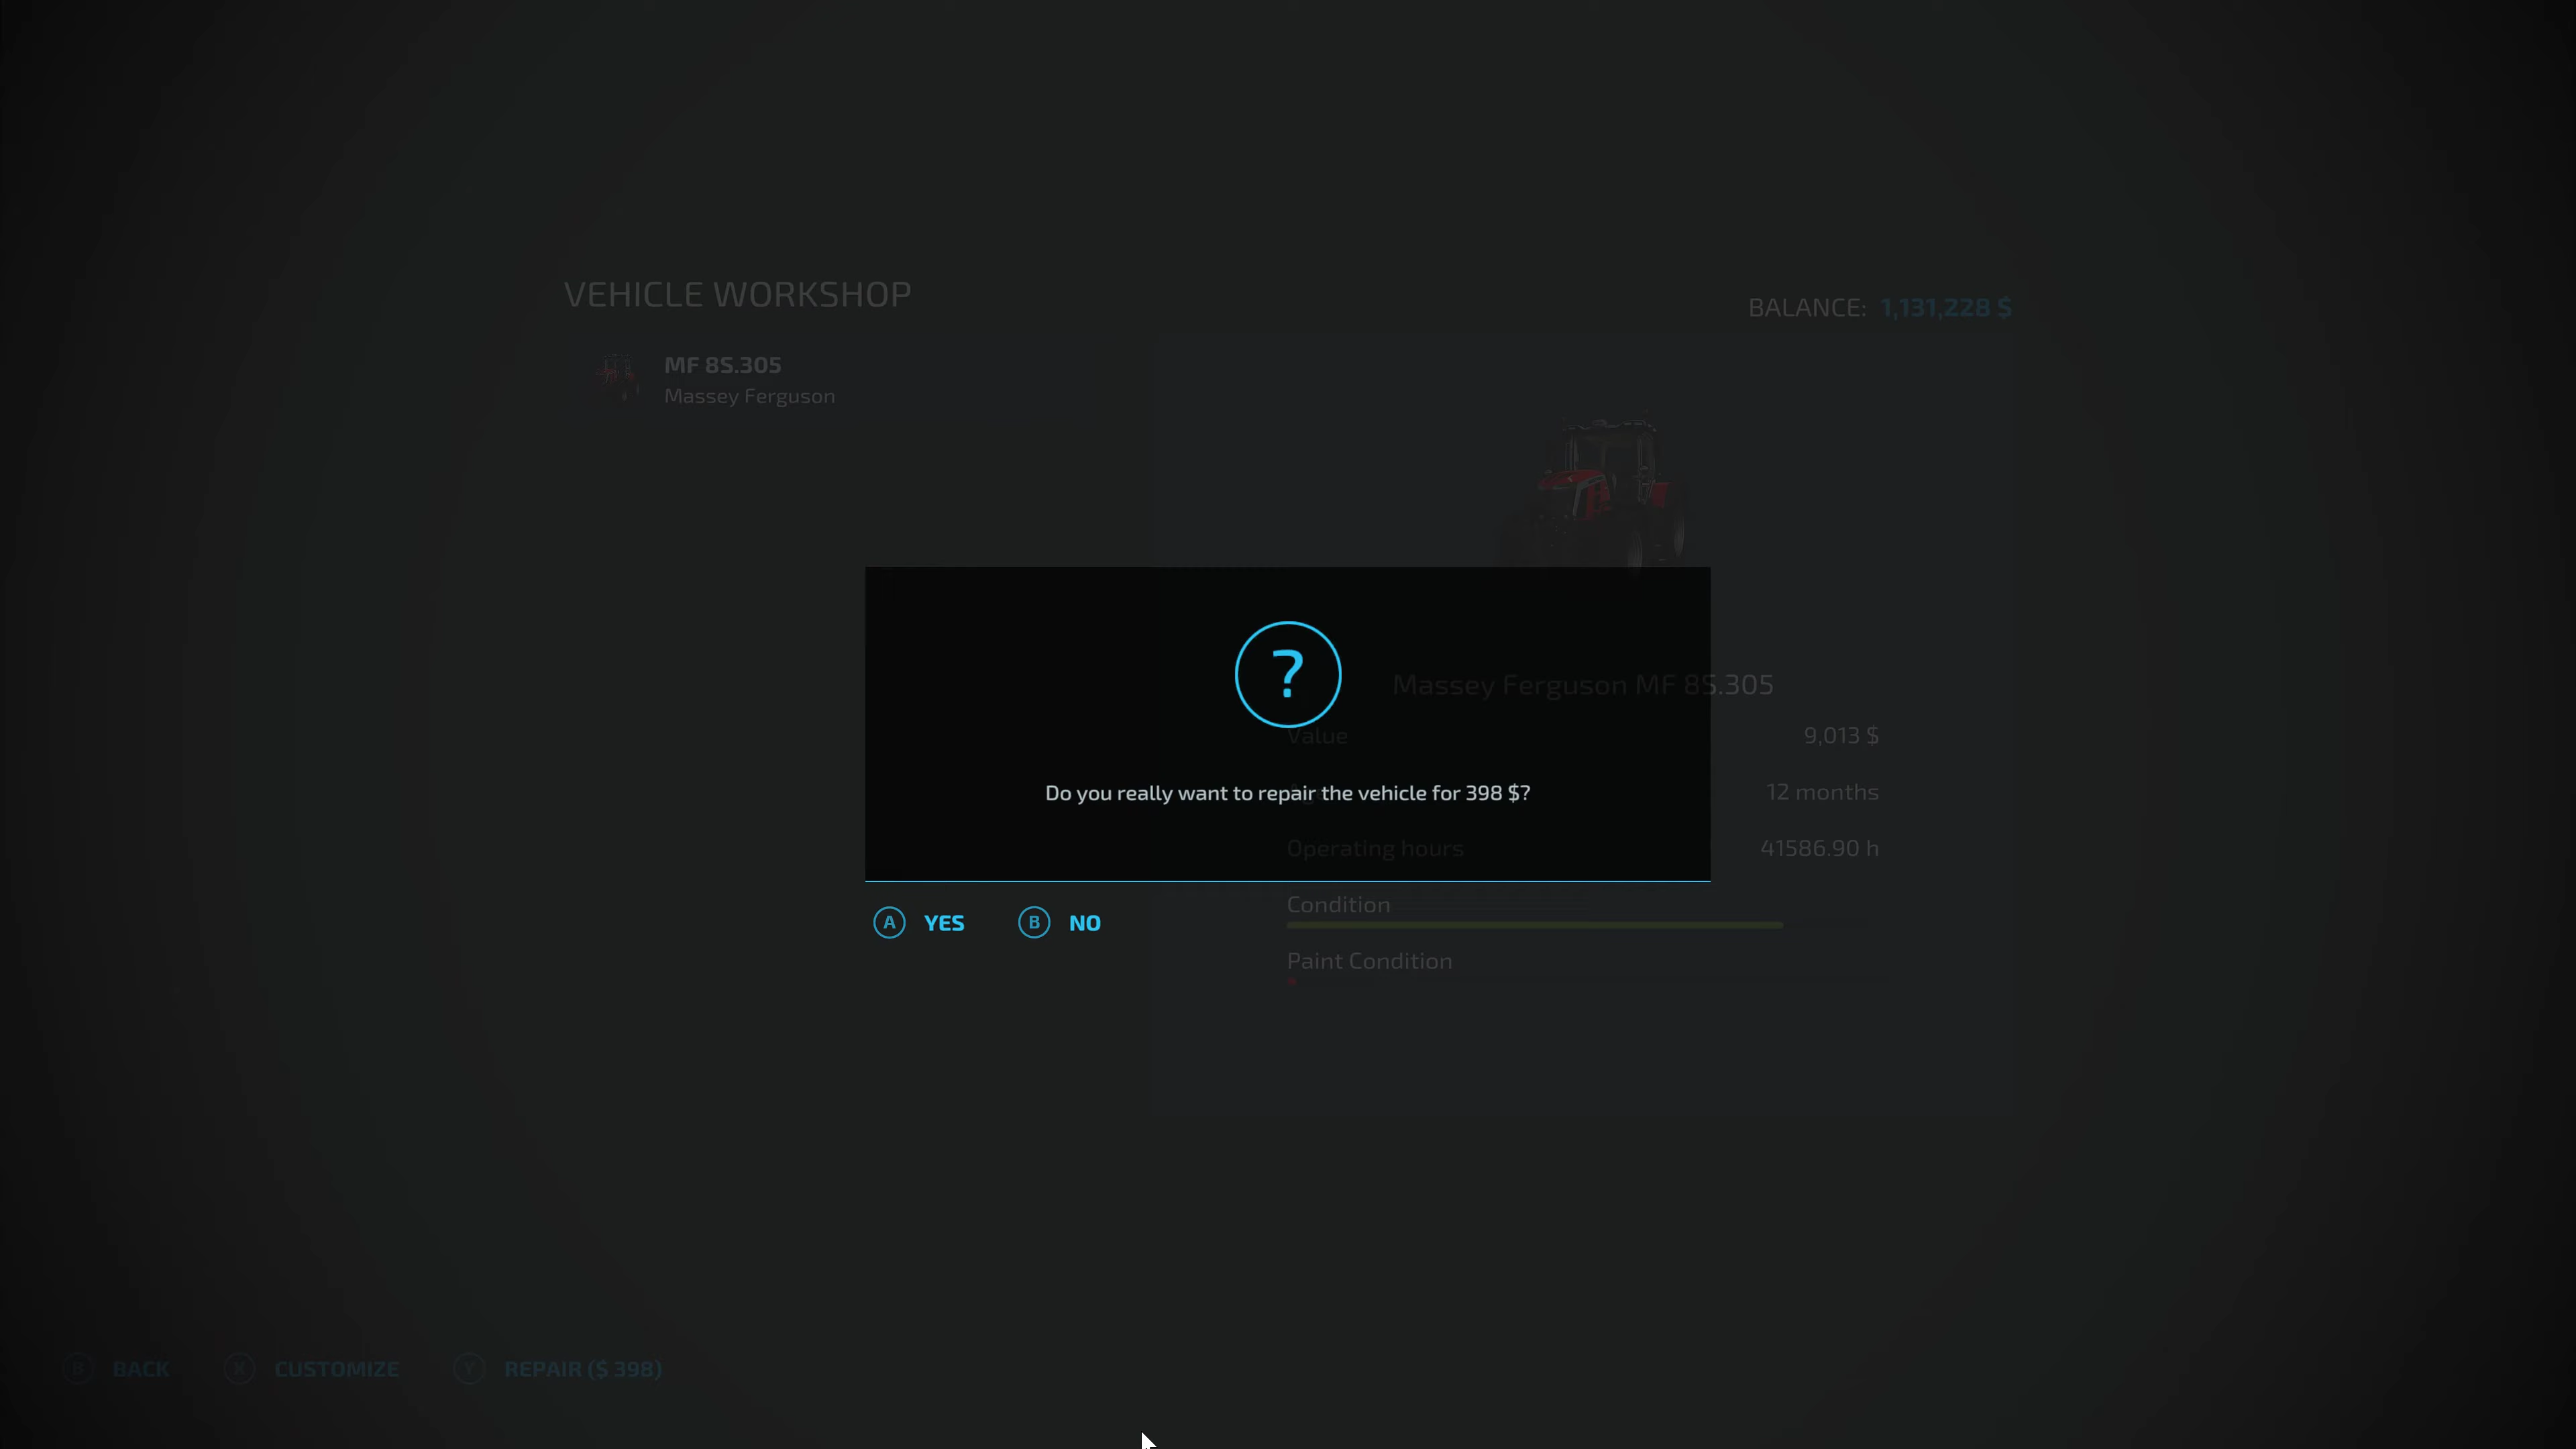 VEHICLE WORKSHOP
BALANCE: 1,131,228 $
MF 8S.305
Massey Ferguson
?
Massey Ferguson MF 8S.305
Value 9,013 $
Do you really want to repair the vehicle for 398 $?
12 months
Operating hours 41586.90 h
Condition
A YES B NO
Paint Condition
B BACK X CUSTOMIZE Y REPAIR ($ 398)